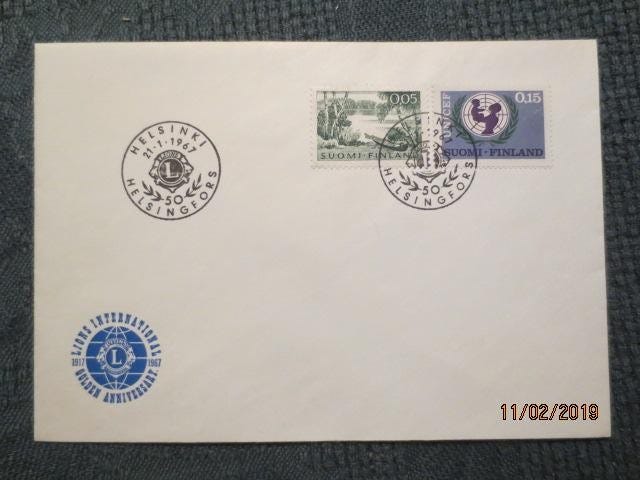 HELSINKI
21-1-1967
L
50
HELSINGFORS
0,05
SUOMI-FINLAND
UNICEF
0,15
SUOMI-FINLAND
50
HELSINGFORS
LIONS INTERNATIONAL
L
1917 1967
GOLDEN ANNIVERSARY
11/02/2019